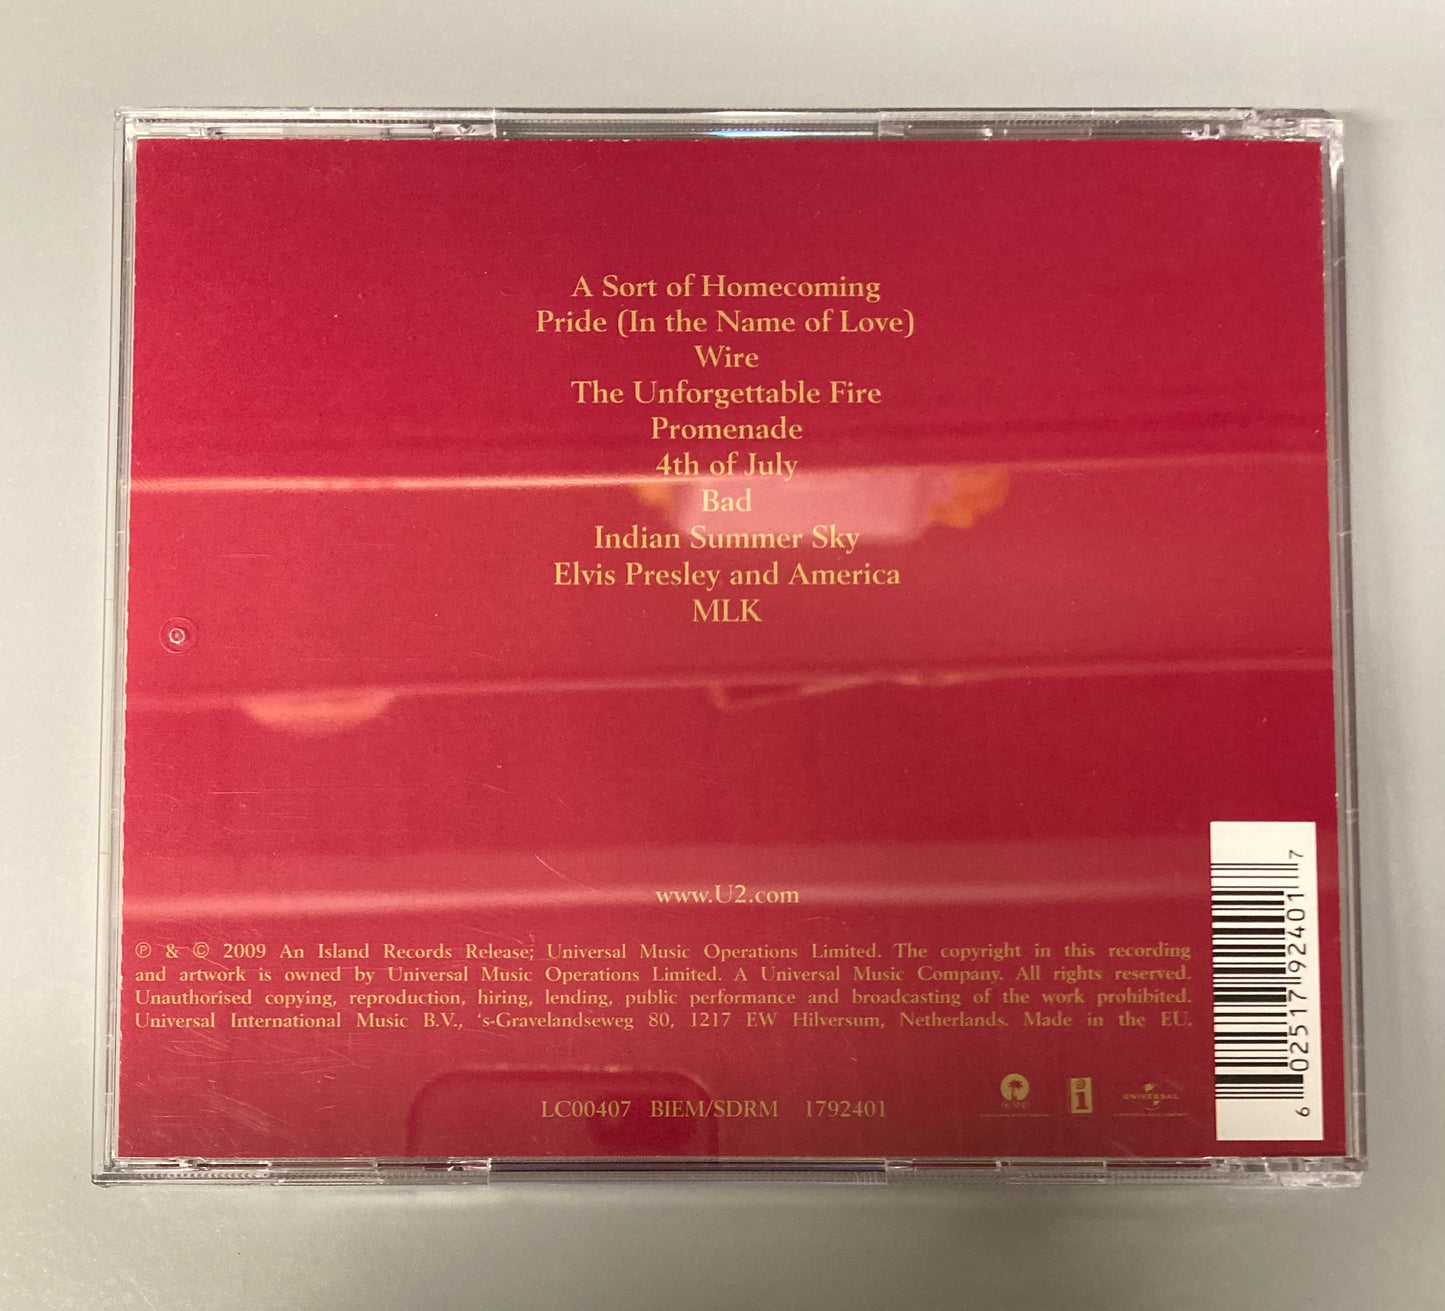 A Sort of Homecoming
Pride (In the Name of Love)
Wire
The Unforgettable Fire
Promenade
4th of July
Bad
Indian Summer Sky
Elvis Presley and America
MLK
www.U2.com
℗ & © 2009 An Island Records Release; Universal Music Operations Limited. The copyright in this recording
and artwork is owned by Universal Music Operations Limited. A Universal Music Company. All rights reserved.
Unauthorised copying, reproduction, hiring, lending, public performance and broadcasting of the work prohibited.
Universal International Music B.V., 's-Gravelandseweg 80, 1217 EW Hilversum, Netherlands. Made in the EU.
LC00407 BIEM/SDRM 1792401
ISLAND
UNIVERSAL
6 02517 92401 7